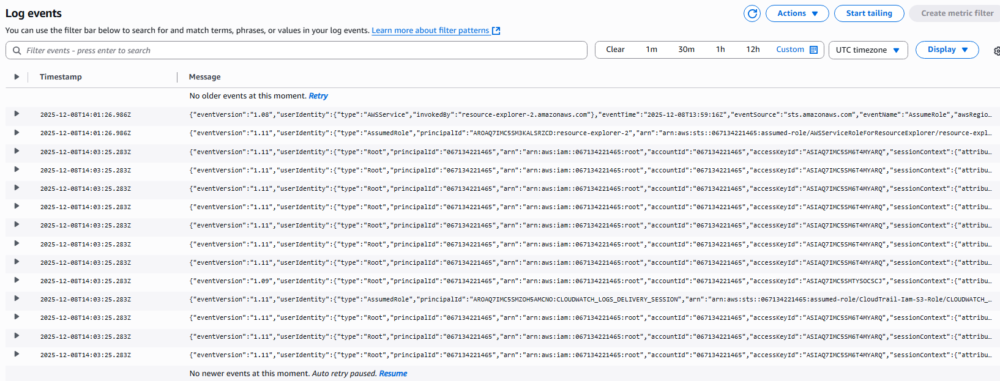 Log events
Actions
Start tailing
Create metric filter
You can use the filter bar below to search for and match terms, phrases, or values in your log events. Learn more about filter patterns
Filter events - press enter to search
Clear 1m 30m 1h 12h Custom
UTC timezone
Display
Timestamp Message
No older events at this moment. Retry
2025-12-08T14:01:26.986Z {"eventVersion":"1.08","userIdentity":{"type":"AWSService","invokedBy":"resource-explorer-2.amazonaws.com"},"eventTime":"2025-12-08T13:59:16Z","eventSource":"sts.amazonaws.com","eventName":"AssumeRole","awsRegio…
2025-12-08T14:01:26.986Z {"eventVersion":"1.11","userIdentity":{"type":"AssumedRole","principalId":"AROAQ7IMC5SM3KALSRZCD:resource-explorer-2","arn":"arn:aws:sts::067134221465:assumed-role/AWSServiceRoleForResourceExplorer/resource-expl…
2025-12-08T14:03:25.283Z {"eventVersion":"1.11","userIdentity":{"type":"Root","principalId":"067134221465","arn":"arn:aws:iam::067134221465:root","accountId":"067134221465","accessKeyId":"ASIAQ7IMC5SM6T4MYARQ","sessionContext":{"attribu…
2025-12-08T14:03:25.283Z {"eventVersion":"1.11","userIdentity":{"type":"Root","principalId":"067134221465","arn":"arn:aws:iam::067134221465:root","accountId":"067134221465","accessKeyId":"ASIAQ7IMC5SM6T4MYARQ","sessionContext":{"attribu…
2025-12-08T14:03:25.283Z {"eventVersion":"1.11","userIdentity":{"type":"Root","principalId":"067134221465","arn":"arn:aws:iam::067134221465:root","accountId":"067134221465","accessKeyId":"ASIAQ7IMC5SM6T4MYARQ","sessionContext":{"attribu…
2025-12-08T14:03:25.283Z {"eventVersion":"1.11","userIdentity":{"type":"Root","principalId":"067134221465","arn":"arn:aws:iam::067134221465:root","accountId":"067134221465","accessKeyId":"ASIAQ7IMC5SM6T4MYARQ","sessionContext":{"attribu…
2025-12-08T14:03:25.283Z {"eventVersion":"1.11","userIdentity":{"type":"Root","principalId":"067134221465","arn":"arn:aws:iam::067134221465:root","accountId":"067134221465","accessKeyId":"ASIAQ7IMC5SM6T4MYARQ","sessionContext":{"attribu…
2025-12-08T14:03:25.283Z {"eventVersion":"1.11","userIdentity":{"type":"Root","principalId":"067134221465","arn":"arn:aws:iam::067134221465:root","accountId":"067134221465","accessKeyId":"ASIAQ7IMC5SM6T4MYARQ","sessionContext":{"attribu…
2025-12-08T14:03:25.283Z {"eventVersion":"1.11","userIdentity":{"type":"Root","principalId":"067134221465","arn":"arn:aws:iam::067134221465:root","accountId":"067134221465","accessKeyId":"ASIAQ7IMC5SM6T4MYARQ","sessionContext":{"attribu…
2025-12-08T14:03:25.283Z {"eventVersion":"1.09","userIdentity":{"type":"Root","principalId":"067134221465","arn":"arn:aws:iam::067134221465:root","accountId":"067134221465","accessKeyId":"ASIAQ7IMC5SMTYSOCSCJ","sessionContext":{"attribu…
2025-12-08T14:03:25.283Z {"eventVersion":"1.11","userIdentity":{"type":"AssumedRole","principalId":"AROAQ7IMC5SMZOH5AMCNO:CLOUDWATCH_LOGS_DELIVERY_SESSION","arn":"arn:aws:sts::067134221465:assumed-role/CloudTrail-Iam-S3-Role/CLOUDWATCH_…
2025-12-08T14:03:25.283Z {"eventVersion":"1.11","userIdentity":{"type":"Root","principalId":"067134221465","arn":"arn:aws:iam::067134221465:root","accountId":"067134221465","accessKeyId":"ASIAQ7IMC5SM6T4MYARQ","sessionContext":{"attribu…
2025-12-08T14:03:25.283Z {"eventVersion":"1.11","userIdentity":{"type":"Root","principalId":"067134221465","arn":"arn:aws:iam::067134221465:root","accountId":"067134221465","accessKeyId":"ASIAQ7IMC5SM6T4MYARQ","sessionContext":{"attribu…
2025-12-08T14:03:25.283Z {"eventVersion":"1.11","userIdentity":{"type":"Root","principalId":"067134221465","arn":"arn:aws:iam::067134221465:root","accountId":"067134221465","accessKeyId":"ASIAQ7IMC5SM6T4MYARQ","sessionContext":{"attribu…
No newer events at this moment. Auto retry paused. Resume